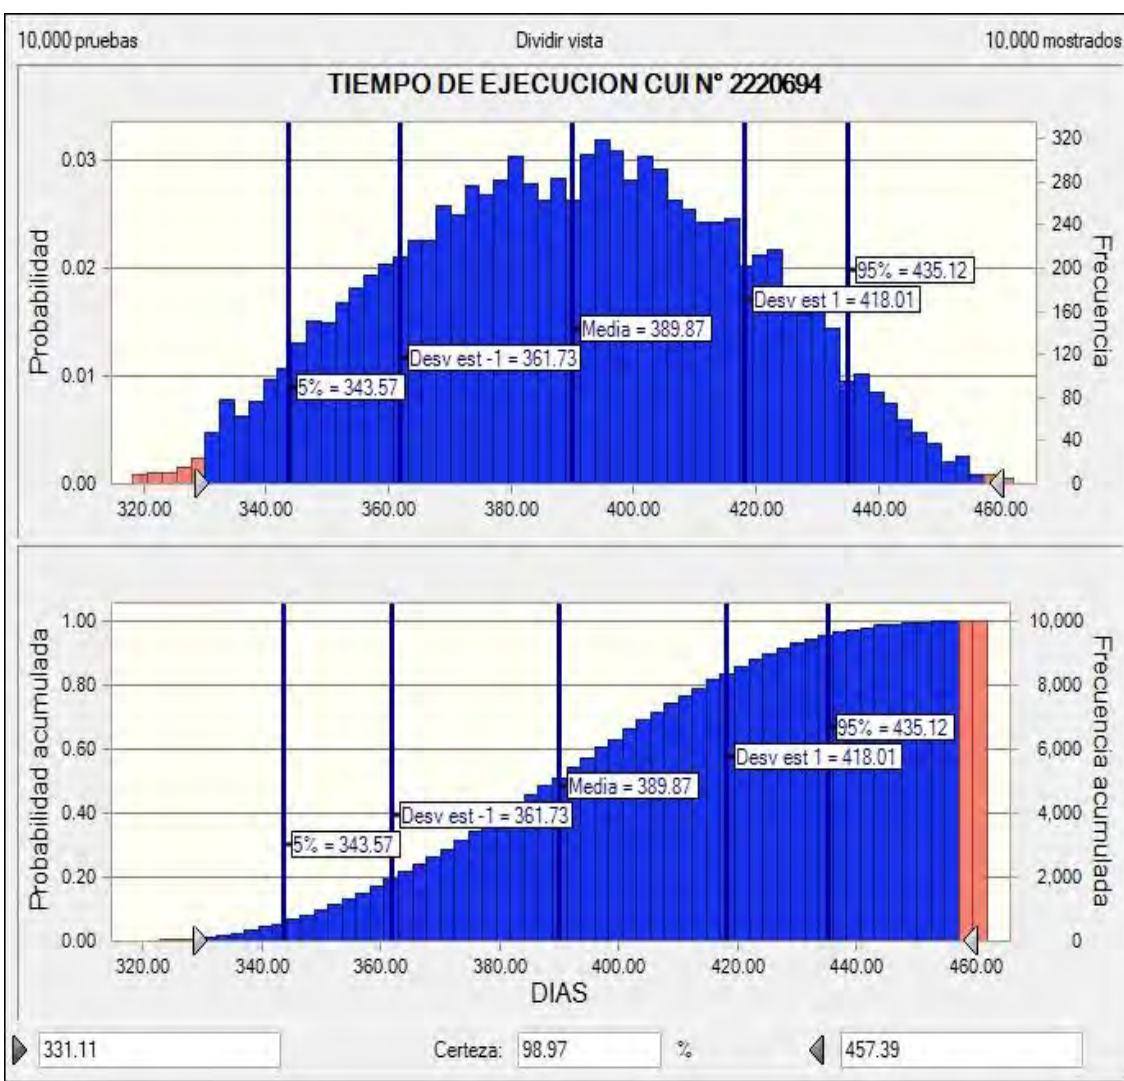 10,000 pruebas Dividir vista 10,000 mostrados
TIEMPO DE EJECUCION CUI N° 2220694
Probabilidad
0.03
0.02
0.01
0.00
Frecuencia
320
280
240
200
160
120
80
40
0
95% = 435.12
Desv est 1 = 418.01
Media = 389.87
Desv est -1 = 361.73
5% = 343.57
320.00 340.00 360.00 380.00 400.00 420.00 440.00 460.00
Probabilidad acumulada
1.00
0.80
0.60
0.40
0.20
0.00
Frecuencia acumulada
10,000
8,000
6,000
4,000
2,000
0
95% = 435.12
Desv est 1 = 418.01
Media = 389.87
Desv est -1 = 361.73
5% = 343.57
320.00 340.00 360.00 380.00 400.00 420.00 440.00 460.00
DIAS
331.11 Certeza: 98.97 % 457.39